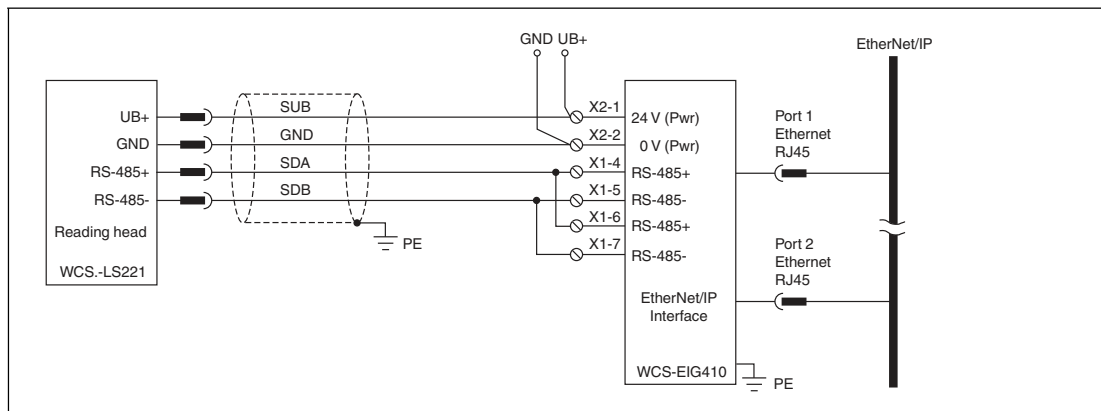 GND UB+
EtherNet/IP
UB+
SUB
X2-1
24 V (Pwr)
GND
GND
X2-2
0 V (Pwr)
RS-485+
SDA
X1-4
RS-485+
RS-485-
SDB
X1-5
RS-485-
X1-6
RS-485+
X1-7
RS-485-
Reading head
WCS.-LS221
PE
Port 1
Ethernet
RJ45
Port 2
Ethernet
RJ45
EtherNet/IP
Interface
WCS-EIG410
PE